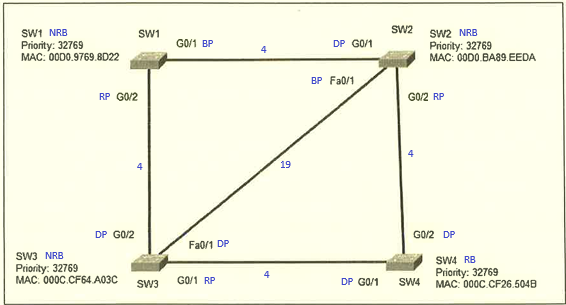 SW1 NRB
Priority: 32769
MAC: 00D0.9769.8D22
SW1
G0/1 BP
4
DP G0/1
SW2
SW2 NRB
Priority: 32769
MAC: 00D0.BA89.EEDA
RP G0/2
BP Fa0/1
G0/2 RP
4
19
4
DP G0/2
Fa0/1 DP
G0/2 DP
SW3 NRB
Priority: 32769
MAC: 000C.CF64.A03C
SW3
G0/1 RP
4
DP G0/1
SW4
SW4 RB
Priority: 32769
MAC: 000C.CF26.504B